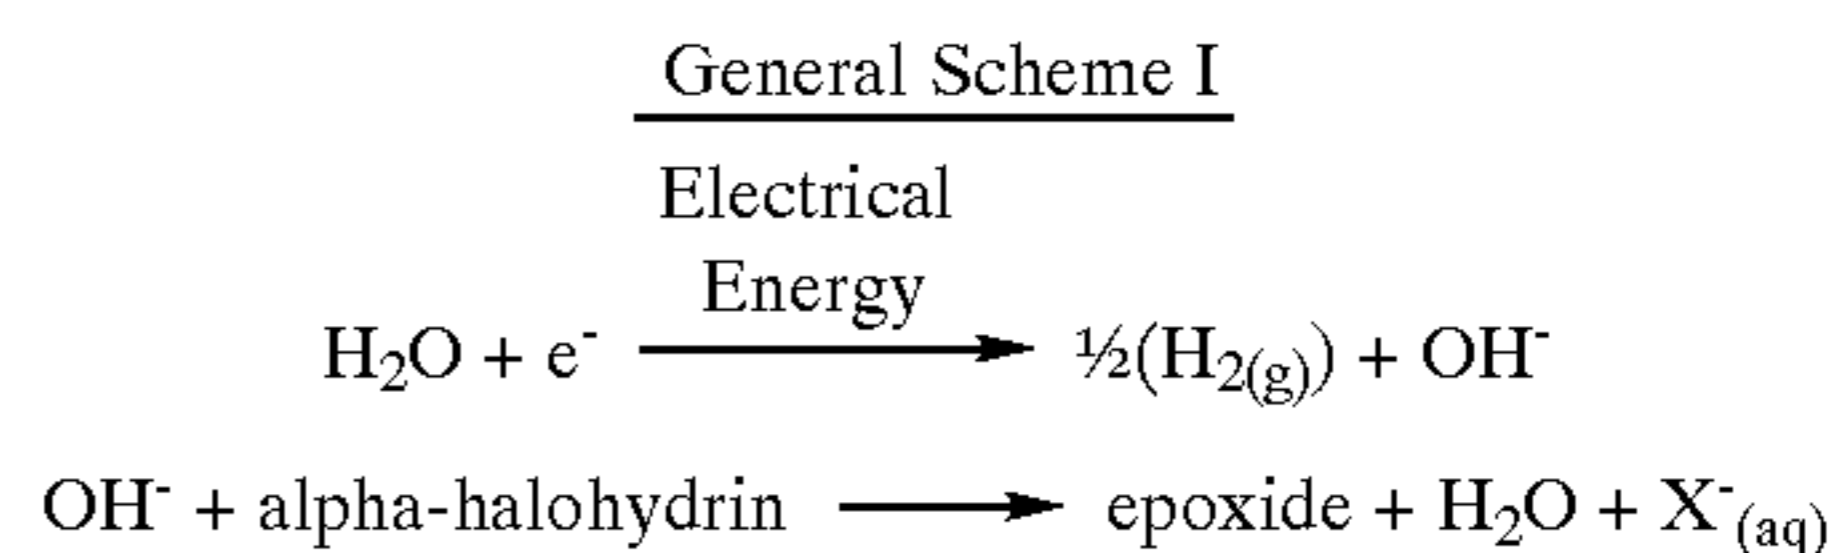 General Scheme I
Electrical
Energy
H₂O + e⁻ ⟶ ½(H₂₍g₎) + OH⁻
OH⁻ + alpha-halohydrin ⟶ epoxide + H₂O + X⁻(aq)